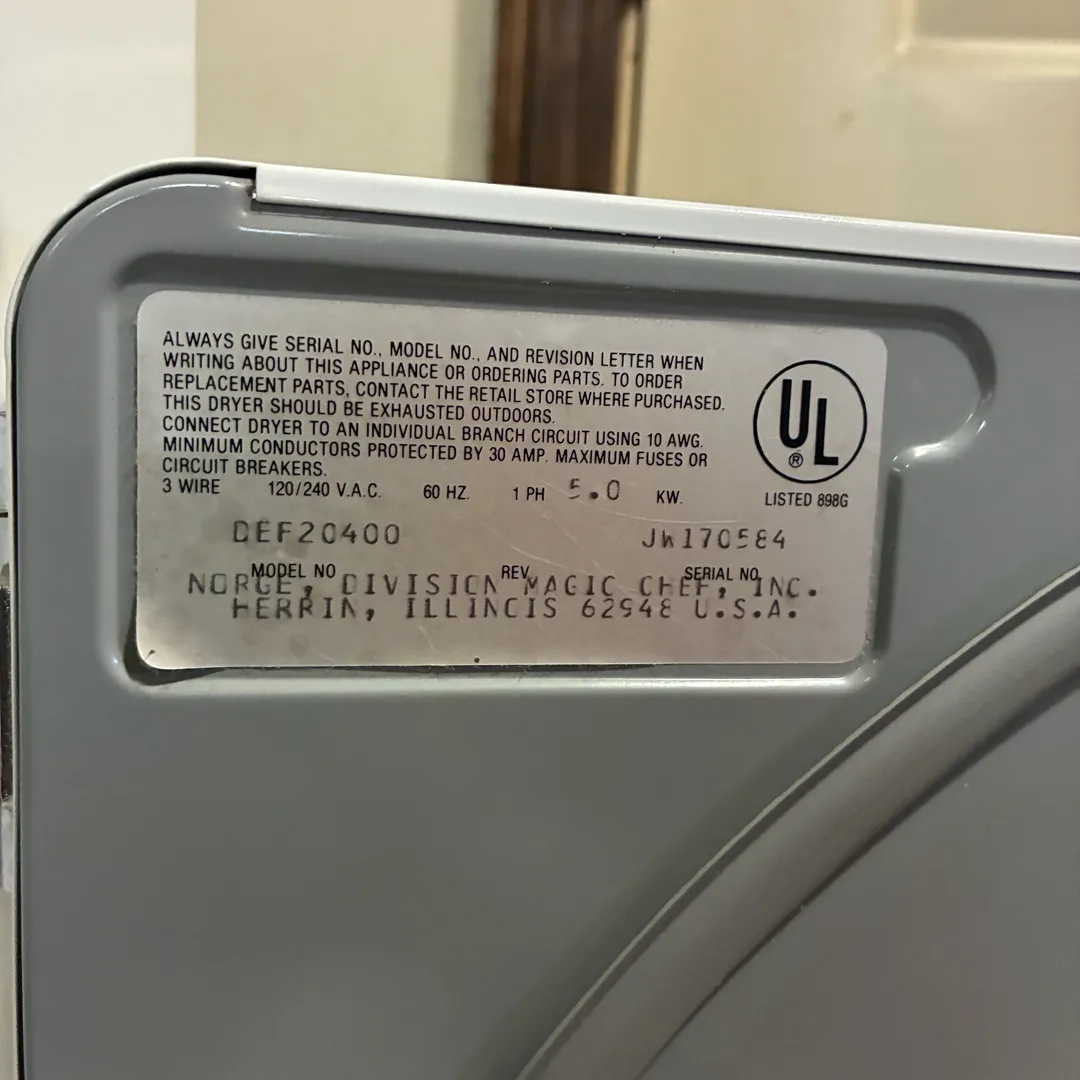 ALWAYS GIVE SERIAL NO., MODEL NO., AND REVISION LETTER WHEN
WRITING ABOUT THIS APPLIANCE OR ORDERING PARTS. TO ORDER
REPLACEMENT PARTS, CONTACT THE RETAIL STORE WHERE PURCHASED.
THIS DRYER SHOULD BE EXHAUSTED OUTDOORS.
CONNECT DRYER TO AN INDIVIDUAL BRANCH CIRCUIT USING 10 AWG.
MINIMUM CONDUCTORS PROTECTED BY 30 AMP. MAXIMUM FUSES OR
CIRCUIT BREAKERS.
UL ®
3 WIRE 120/240 V.A.C. 60 HZ. 1 PH 5.0 KW. LISTED 898G
DEF20400 JW170584
MODEL NO REV. SERIAL NO.
NORGE, DIVISION MAGIC CHEF, INC.
HERRIN, ILLINOIS 62948 U.S.A.